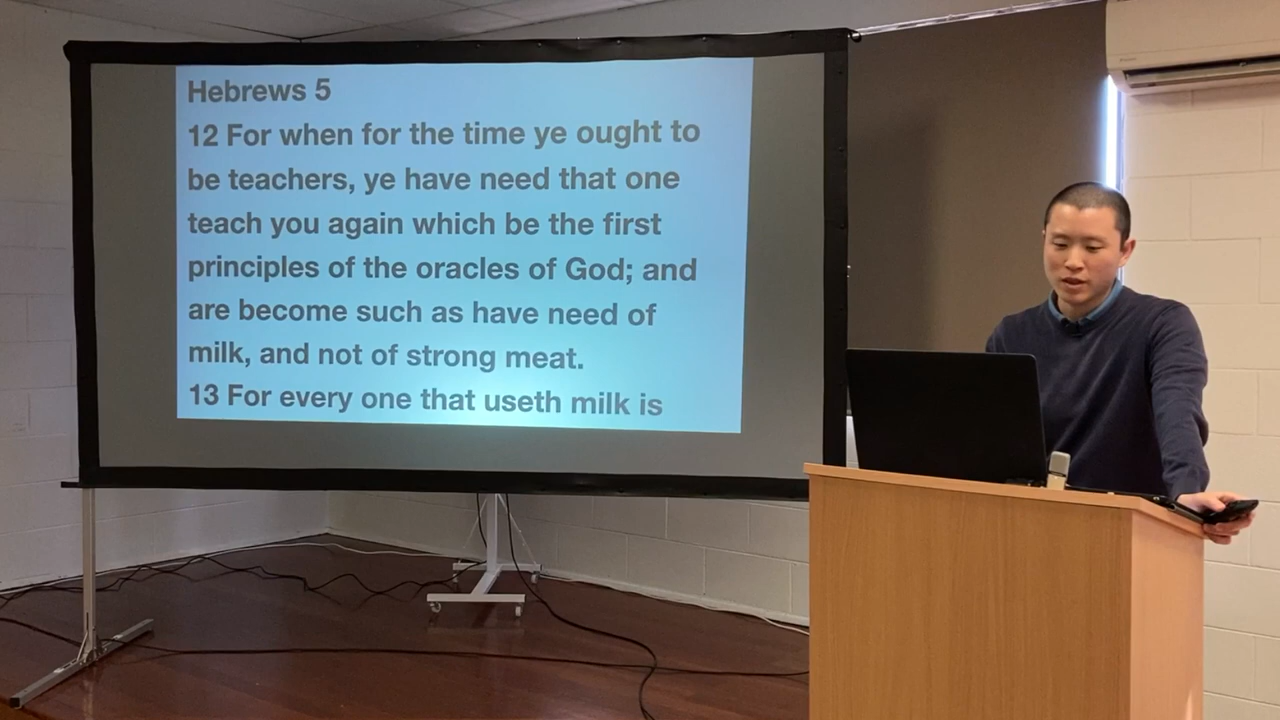 Hebrews 5
12 For when for the time ye ought to
be teachers, ye have need that one
teach you again which be the first
principles of the oracles of God; and
are become such as have need of
milk, and not of strong meat.
13 For every one that useth milk is